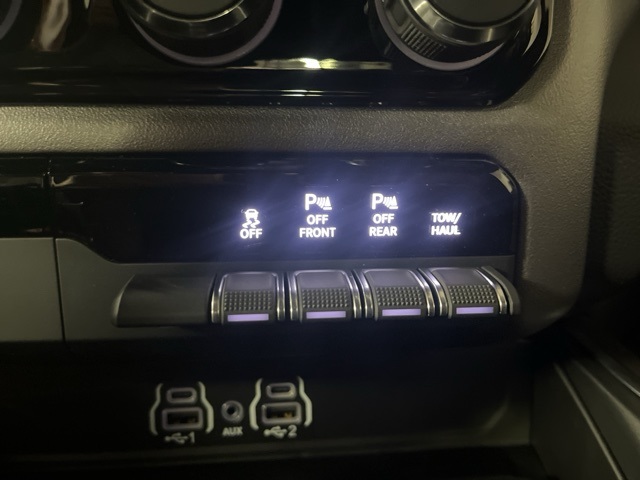 OFF
P
OFF
FRONT
P
OFF
REAR
TOW/
HAUL
1
AUX
2